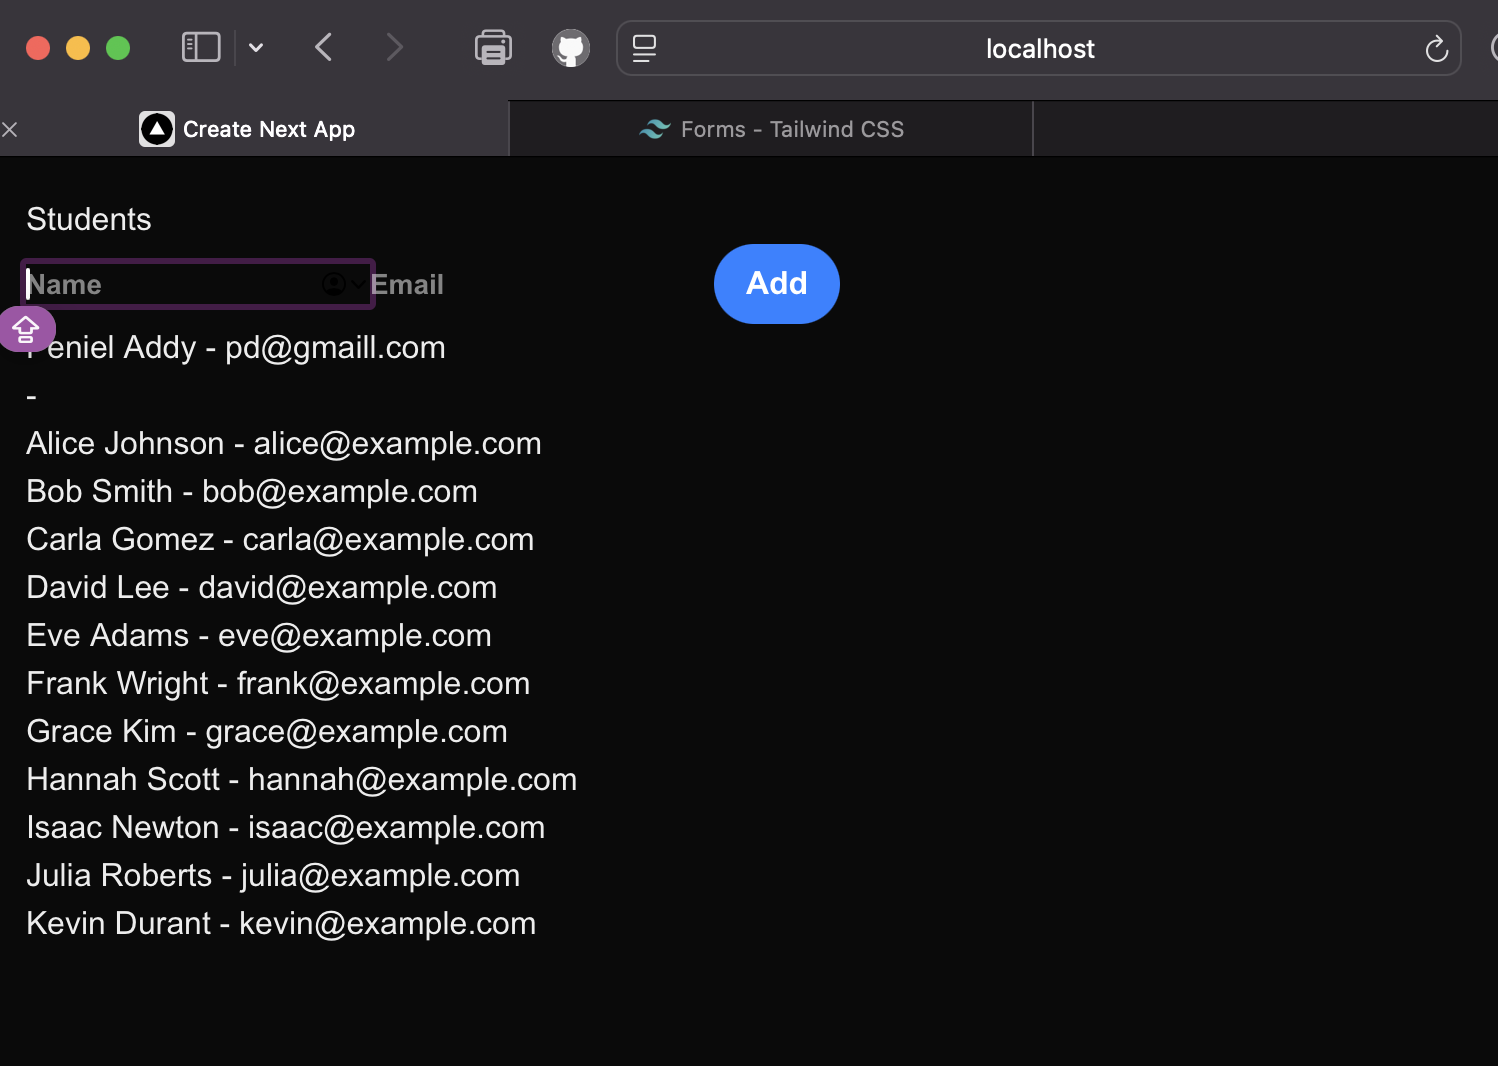 localhost
Create Next App
Forms - Tailwind CSS
Students
Name Email Add
Peniel Addy - pd@gmaill.com
-
Alice Johnson - alice@example.com
Bob Smith - bob@example.com
Carla Gomez - carla@example.com
David Lee - david@example.com
Eve Adams - eve@example.com
Frank Wright - frank@example.com
Grace Kim - grace@example.com
Hannah Scott - hannah@example.com
Isaac Newton - isaac@example.com
Julia Roberts - julia@example.com
Kevin Durant - kevin@example.com